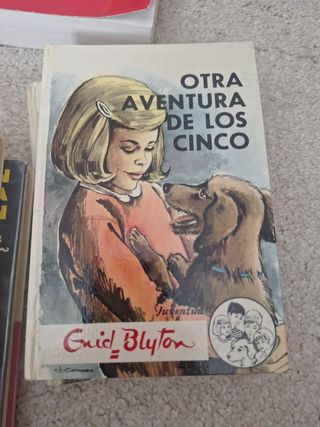 OTRA
AVENTURA
DE LOS
CINCO
Juventud
Enid Blyton